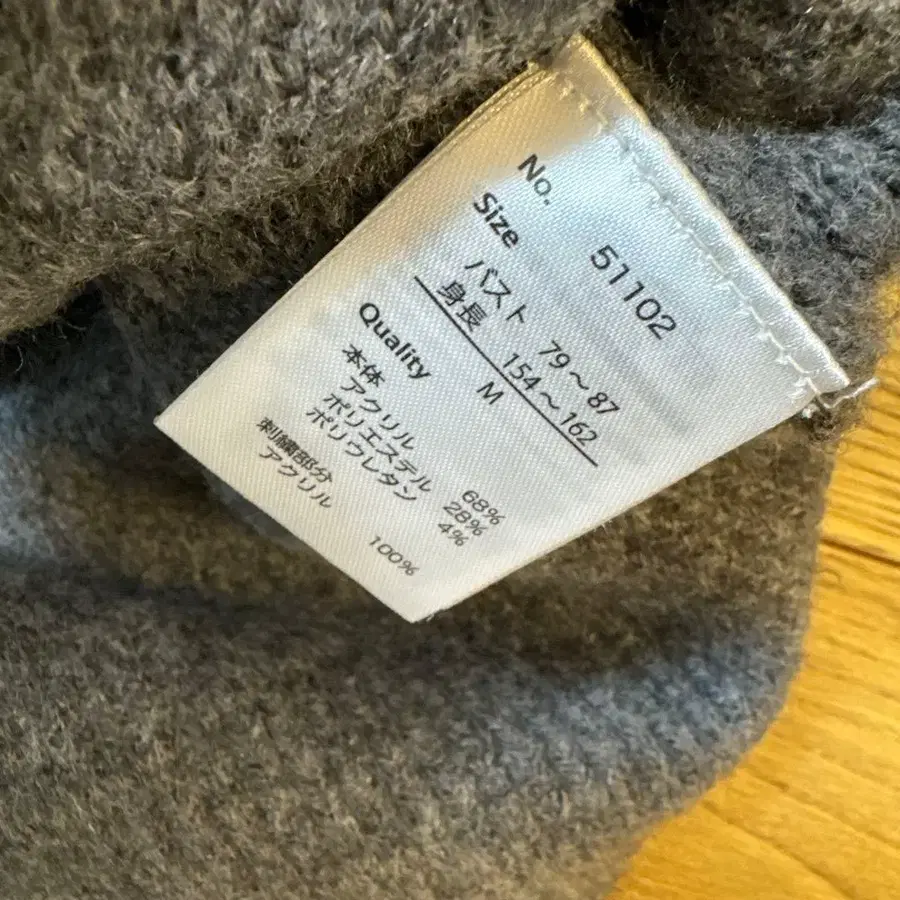 No. 51102
Size
バスト 79～87
身長 154～162
M
Quality
本体
アクリル 68%
ポリエステル 28%
ポリウレタン 4%
刺繍部分
アクリル 100%